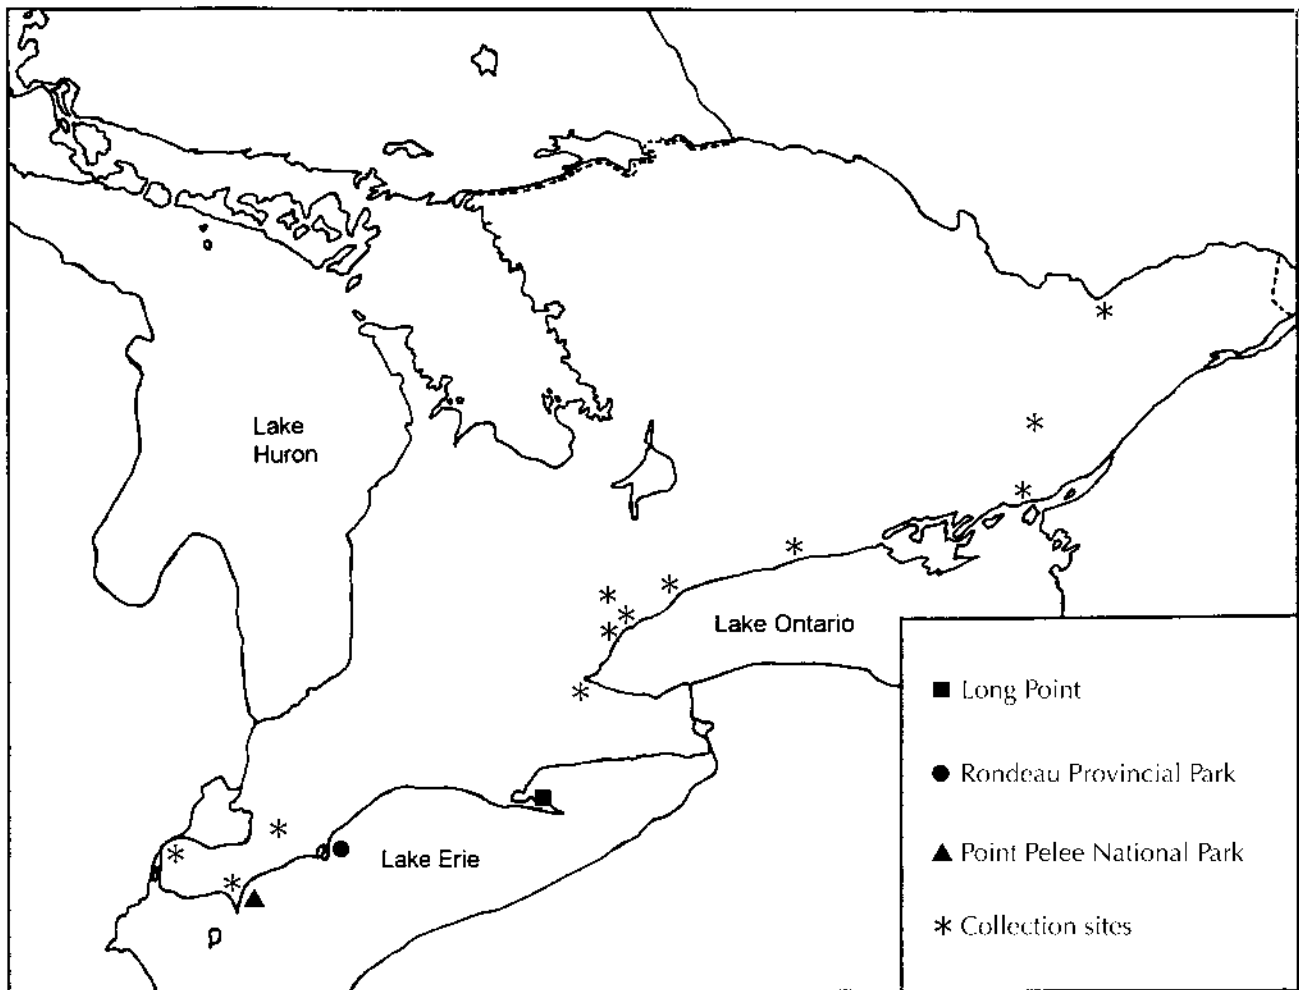 Lake
Huron
Lake Ontario
Lake Erie
Long Point
Rondeau Provincial Park
Point Pelee National Park
Collection sites